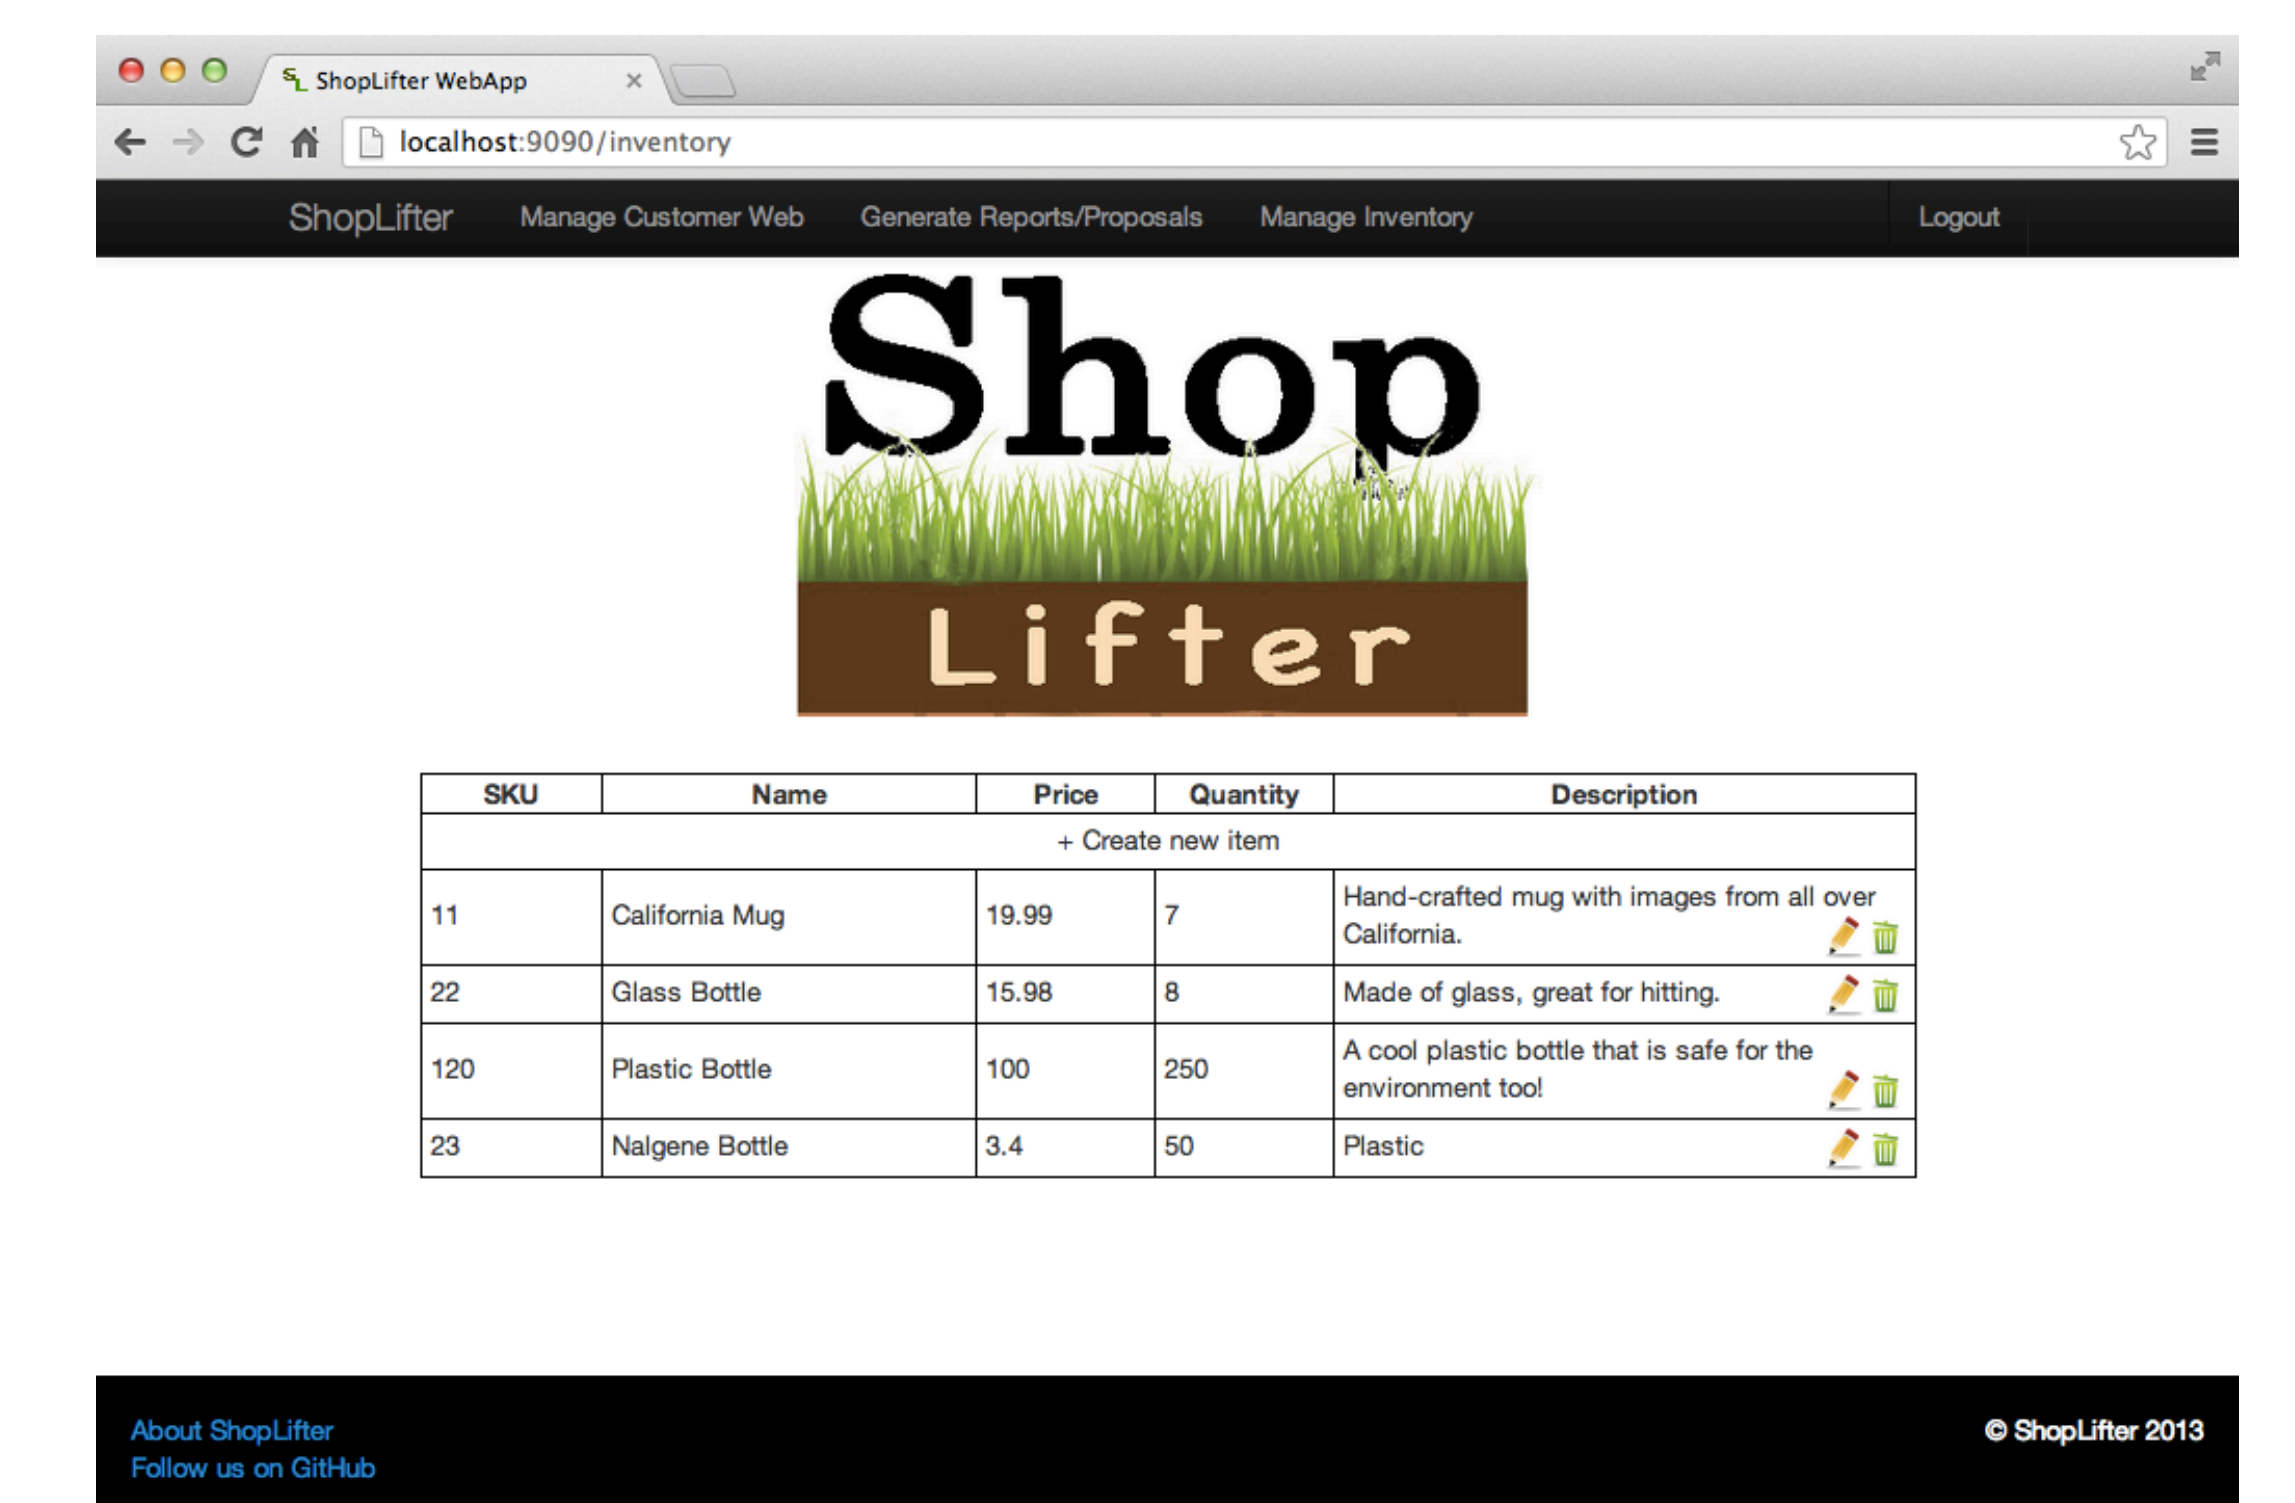 ShopLifter WebApp
localhost:9090/inventory
ShopLifter Manage Customer Web Generate Reports/Proposals Manage Inventory Logout
Shop
Lifter
SKU Name Price Quantity Description
+ Create new item
11 California Mug 19.99 7 Hand-crafted mug with images from all over
California.
22 Glass Bottle 15.98 8 Made of glass, great for hitting.
120 Plastic Bottle 100 250 A cool plastic bottle that is safe for the
environment too!
23 Nalgene Bottle 3.4 50 Plastic
About ShopLifter © ShopLifter 2013
Follow us on GitHub